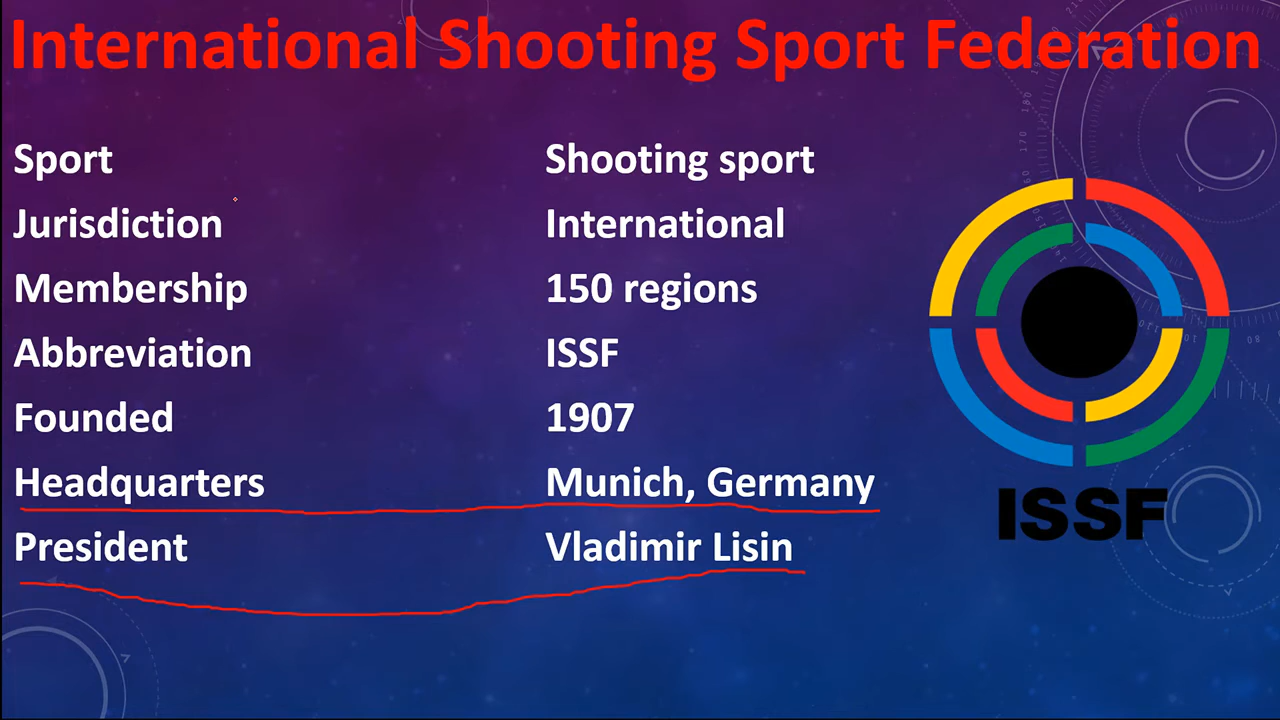 International Shooting Sport Federation
Sport Shooting sport
Jurisdiction International
Membership 150 regions
Abbreviation ISSF
Founded 1907
Headquarters Munich, Germany
President Vladimir Lisin
ISSF